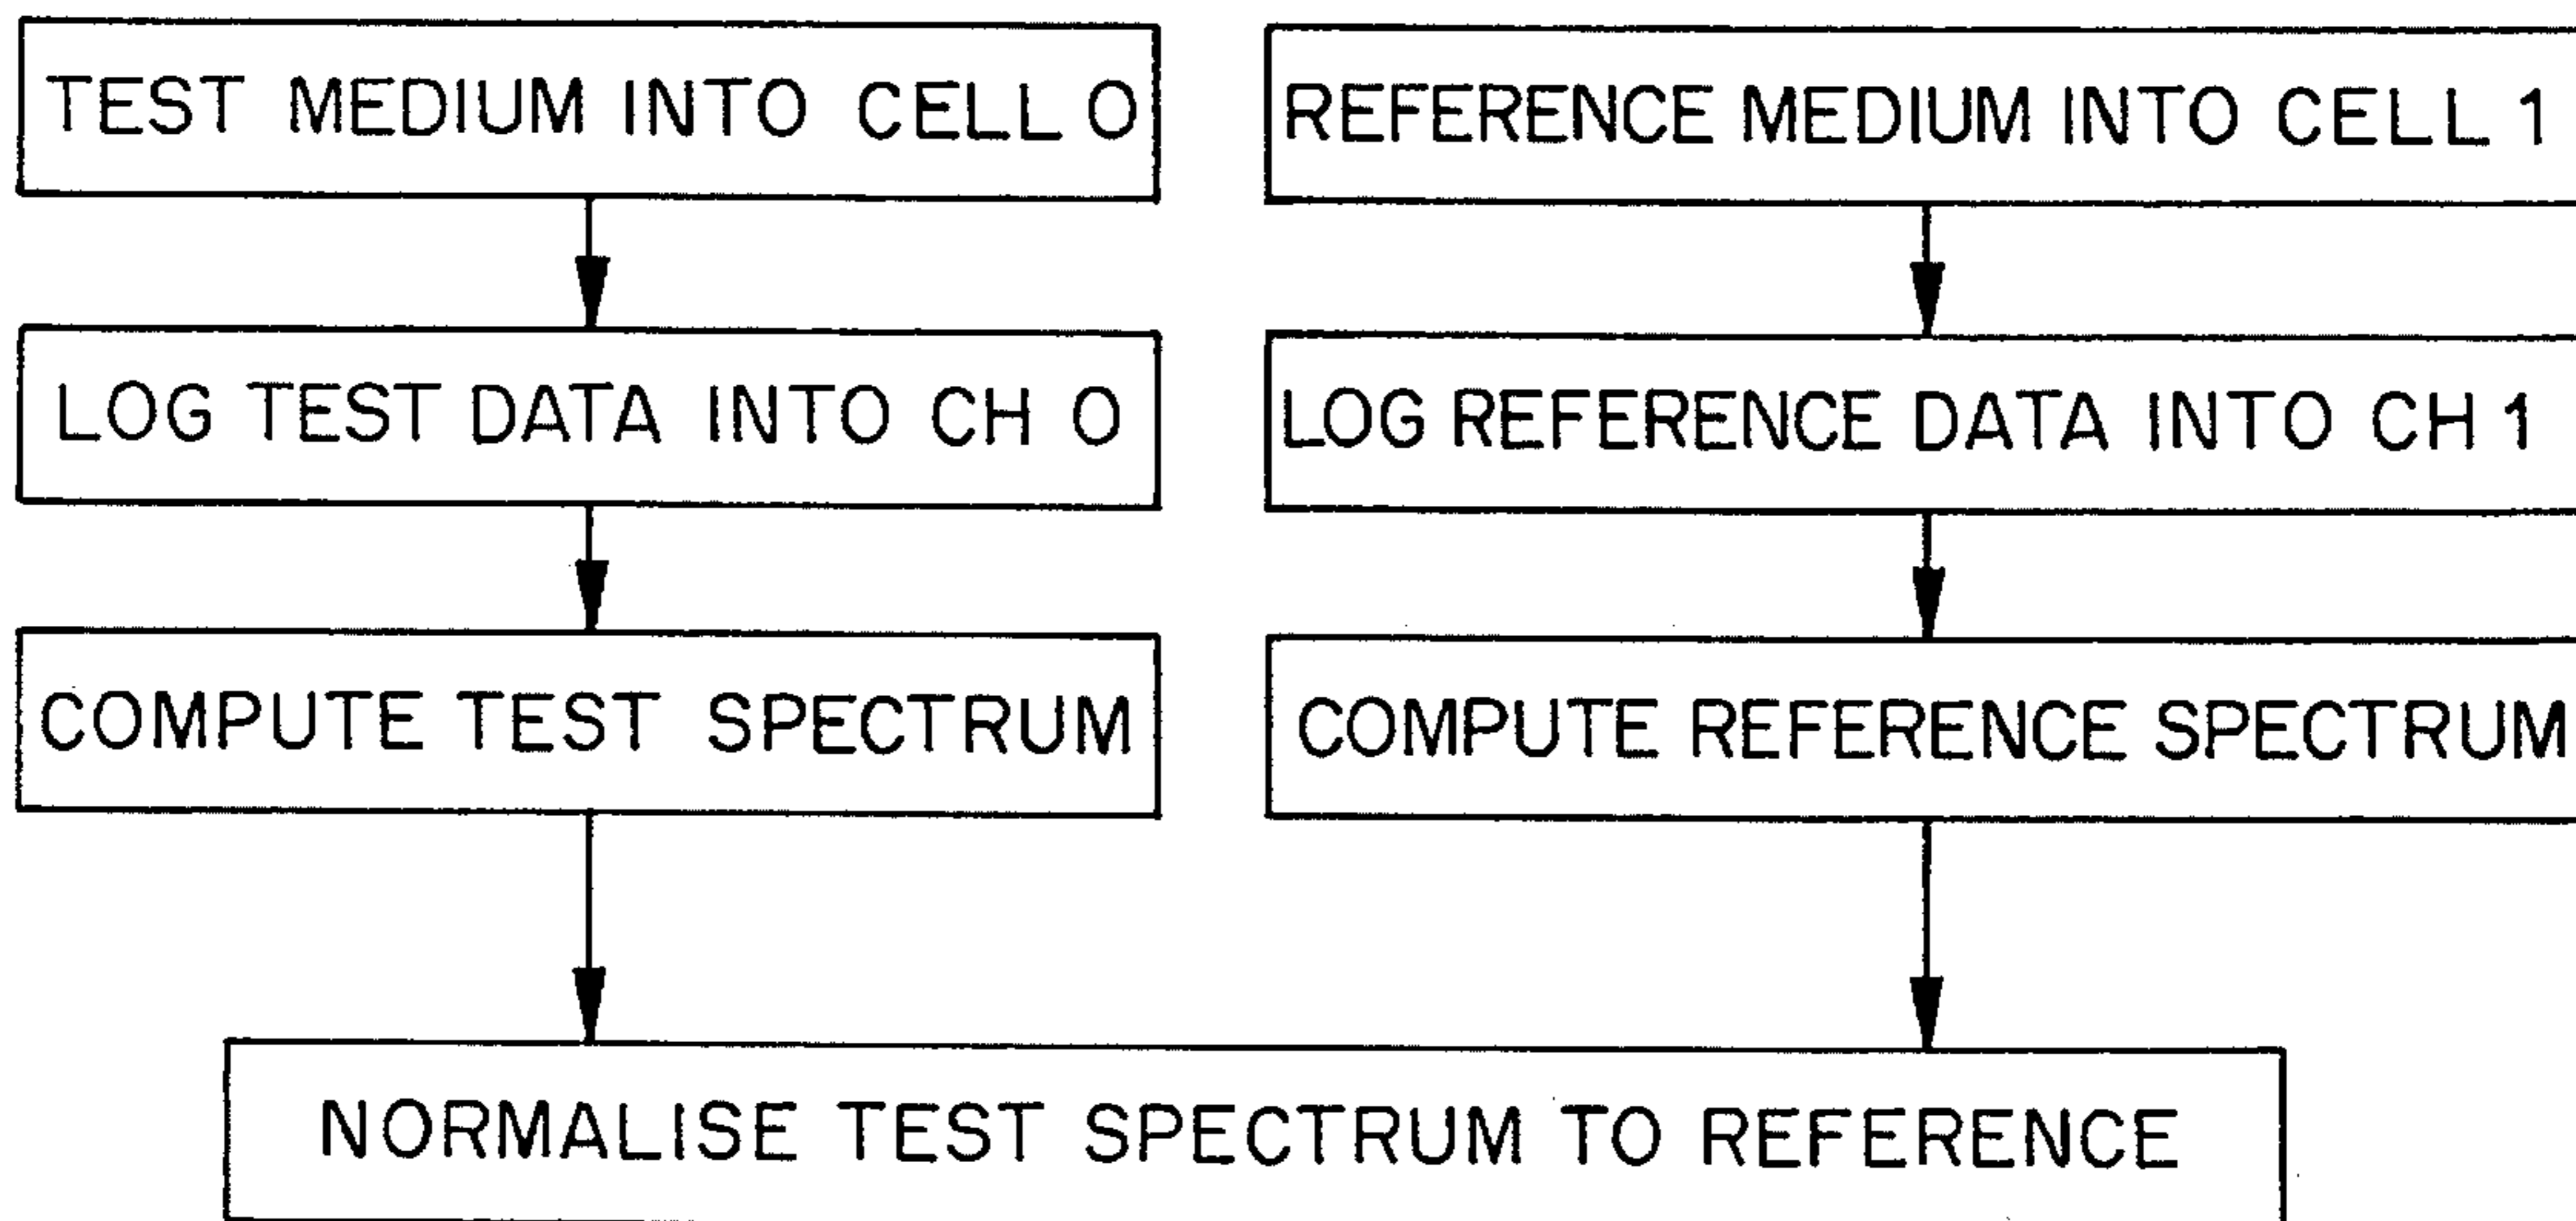 TEST MEDIUM INTO CELL 0
REFERENCE MEDIUM INTO CELL 1
LOG TEST DATA INTO CH 0
LOG REFERENCE DATA INTO CH 1
COMPUTE TEST SPECTRUM
COMPUTE REFERENCE SPECTRUM
NORMALISE TEST SPECTRUM TO REFERENCE